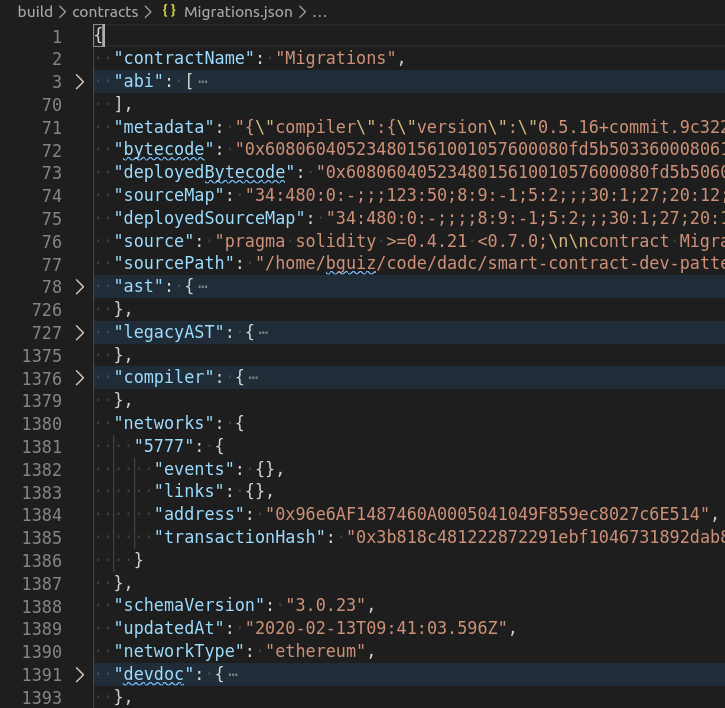 build > contracts > {} Migrations.json > ...
1 {
2 "contractName": "Migrations",
3 > "abi": [ ⋯
70 ],
71 "metadata": "{\"compiler\":{\"version\":\"0.5.16+commit.9c322
72 "bytecode": "0x608060405234801561001057600080fd5b503360008061
73 "deployedBytecode": "0x608060405234801561001057600080fd5b5060
74 "sourceMap": "34:480:0:-;;;123:50;8:9:-1;5:2;;;30:1;27;20:12;
75 "deployedSourceMap": "34:480:0:-;;;;8:9:-1;5:2;;;30:1;27;20:1
76 "source": "pragma solidity >=0.4.21 <0.7.0;\n\ncontract Migra
77 "sourcePath": "/home/bguiz/code/dadc/smart-contract-dev-patte
78 > "ast": { ⋯
726 },
727 > "legacyAST": { ⋯
1375 },
1376 > "compiler": { ⋯
1379 },
1380 "networks": {
1381 "5777": {
1382 "events": {},
1383 "links": {},
1384 "address": "0x96e6AF1487460A0005041049F859ec8027c6E514",
1385 "transactionHash": "0x3b818c481222872291ebf1046731892dab8
1386 }
1387 },
1388 "schemaVersion": "3.0.23",
1389 "updatedAt": "2020-02-13T09:41:03.596Z",
1390 "networkType": "ethereum",
1391 > "devdoc": { ⋯
1393 },